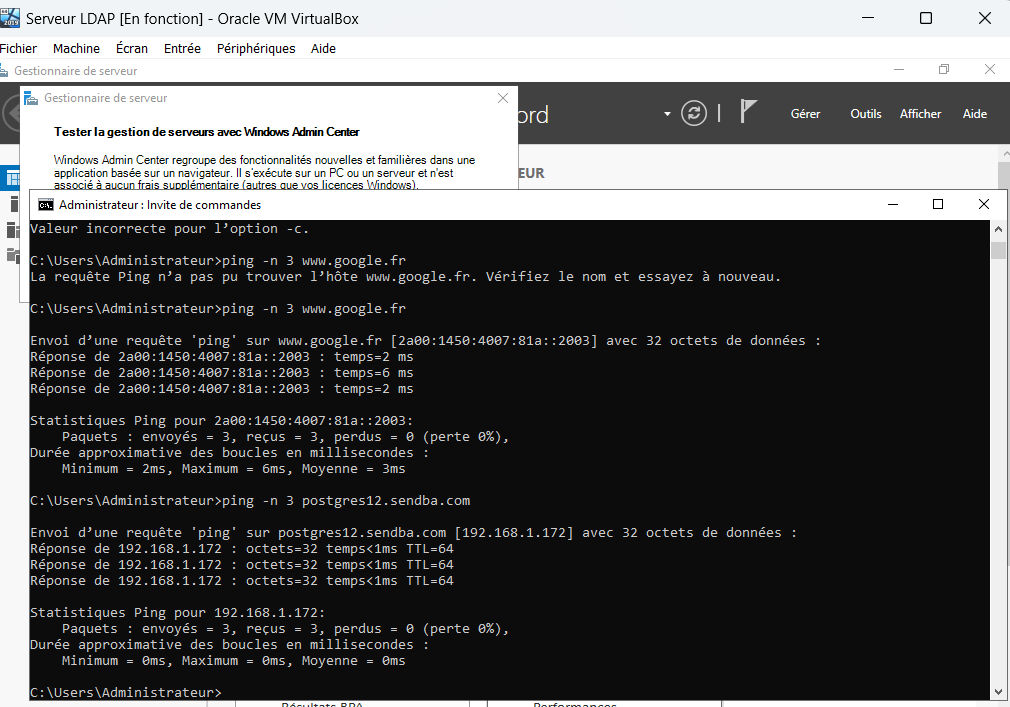 Serveur LDAP [En fonction] - Oracle VM VirtualBox
Fichier Machine Écran Entrée Périphériques Aide
Gestionnaire de serveur
Gestionnaire de serveur
ord
Gérer Outils Afficher Aide
Tester la gestion de serveurs avec Windows Admin Center
Windows Admin Center regroupe des fonctionnalités nouvelles et familières dans une
application basée sur un navigateur. Il s'exécute sur un PC ou un serveur et n'est
associé à aucun frais supplémentaire (autres que vos licences Windows).
EUR
Administrateur : Invite de commandes
Valeur incorrecte pour l’option -c.
C:\Users\Administrateur>ping -n 3 www.google.fr
La requête Ping n’a pas pu trouver l’hôte www.google.fr. Vérifiez le nom et essayez à nouveau.
C:\Users\Administrateur>ping -n 3 www.google.fr
Envoi d’une requête 'ping' sur www.google.fr [2a00:1450:4007:81a::2003] avec 32 octets de données :
Réponse de 2a00:1450:4007:81a::2003 : temps=2 ms
Réponse de 2a00:1450:4007:81a::2003 : temps=6 ms
Réponse de 2a00:1450:4007:81a::2003 : temps=2 ms
Statistiques Ping pour 2a00:1450:4007:81a::2003:
Paquets : envoyés = 3, reçus = 3, perdus = 0 (perte 0%),
Durée approximative des boucles en millisecondes :
Minimum = 2ms, Maximum = 6ms, Moyenne = 3ms
C:\Users\Administrateur>ping -n 3 postgres12.sendba.com
Envoi d’une requête 'ping' sur postgres12.sendba.com [192.168.1.172] avec 32 octets de données :
Réponse de 192.168.1.172 : octets=32 temps<1ms TTL=64
Réponse de 192.168.1.172 : octets=32 temps<1ms TTL=64
Réponse de 192.168.1.172 : octets=32 temps<1ms TTL=64
Statistiques Ping pour 192.168.1.172:
Paquets : envoyés = 3, reçus = 3, perdus = 0 (perte 0%),
Durée approximative des boucles en millisecondes :
Minimum = 0ms, Maximum = 0ms, Moyenne = 0ms
C:\Users\Administrateur>
Résultats BPA Performances